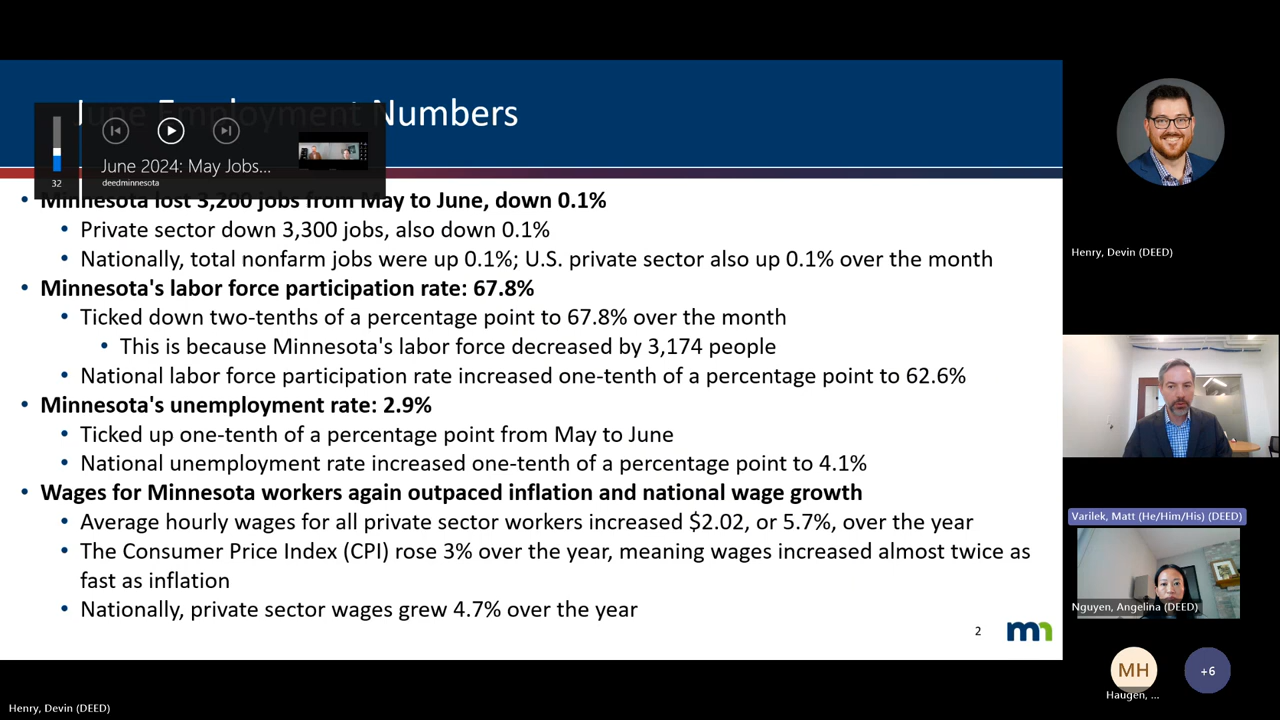 June Employment Numbers
June 2024: May Jobs...
deedminnesota
32
• Minnesota lost 3,200 jobs from May to June, down 0.1%
• Private sector down 3,300 jobs, also down 0.1%
• Nationally, total nonfarm jobs were up 0.1%; U.S. private sector also up 0.1% over the month
• Minnesota's labor force participation rate: 67.8%
• Ticked down two-tenths of a percentage point to 67.8% over the month
• This is because Minnesota's labor force decreased by 3,174 people
• National labor force participation rate increased one-tenth of a percentage point to 62.6%
• Minnesota's unemployment rate: 2.9%
• Ticked up one-tenth of a percentage point from May to June
• National unemployment rate increased one-tenth of a percentage point to 4.1%
• Wages for Minnesota workers again outpaced inflation and national wage growth
• Average hourly wages for all private sector workers increased $2.02, or 5.7%, over the year
• The Consumer Price Index (CPI) rose 3% over the year, meaning wages increased almost twice as
fast as inflation
• Nationally, private sector wages grew 4.7% over the year
2
mn
Henry, Devin (DEED)
Varilek, Matt (He/Him/His) (DEED)
Nguyen, Angelina (DEED)
MH
+6
Haugen, ...
Henry, Devin (DEED)